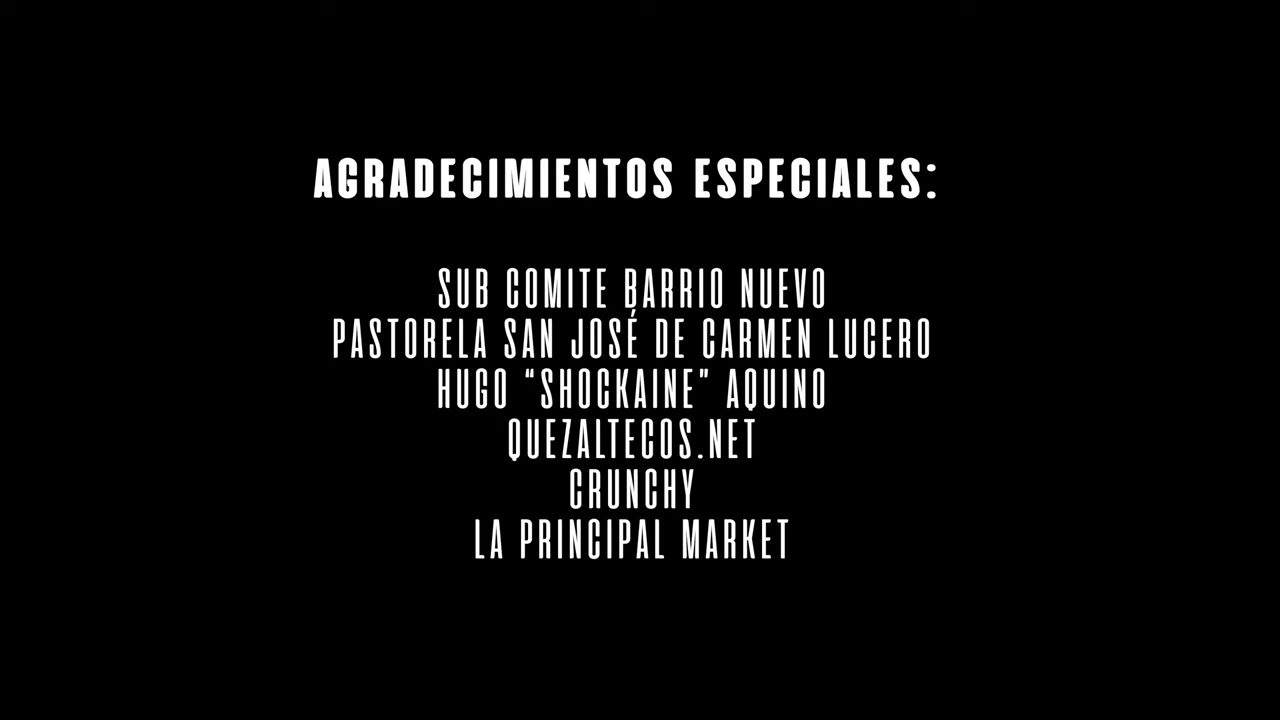 AGRADECIMIENTOS ESPECIALES:
SUB COMITE BARRIO NUEVO
PASTORELA SAN JOSÉ DE CARMEN LUCERO
HUGO “SHOCKAINE” AQUINO
QUEZALTECOS.NET
CRUNCHY
LA PRINCIPAL MARKET